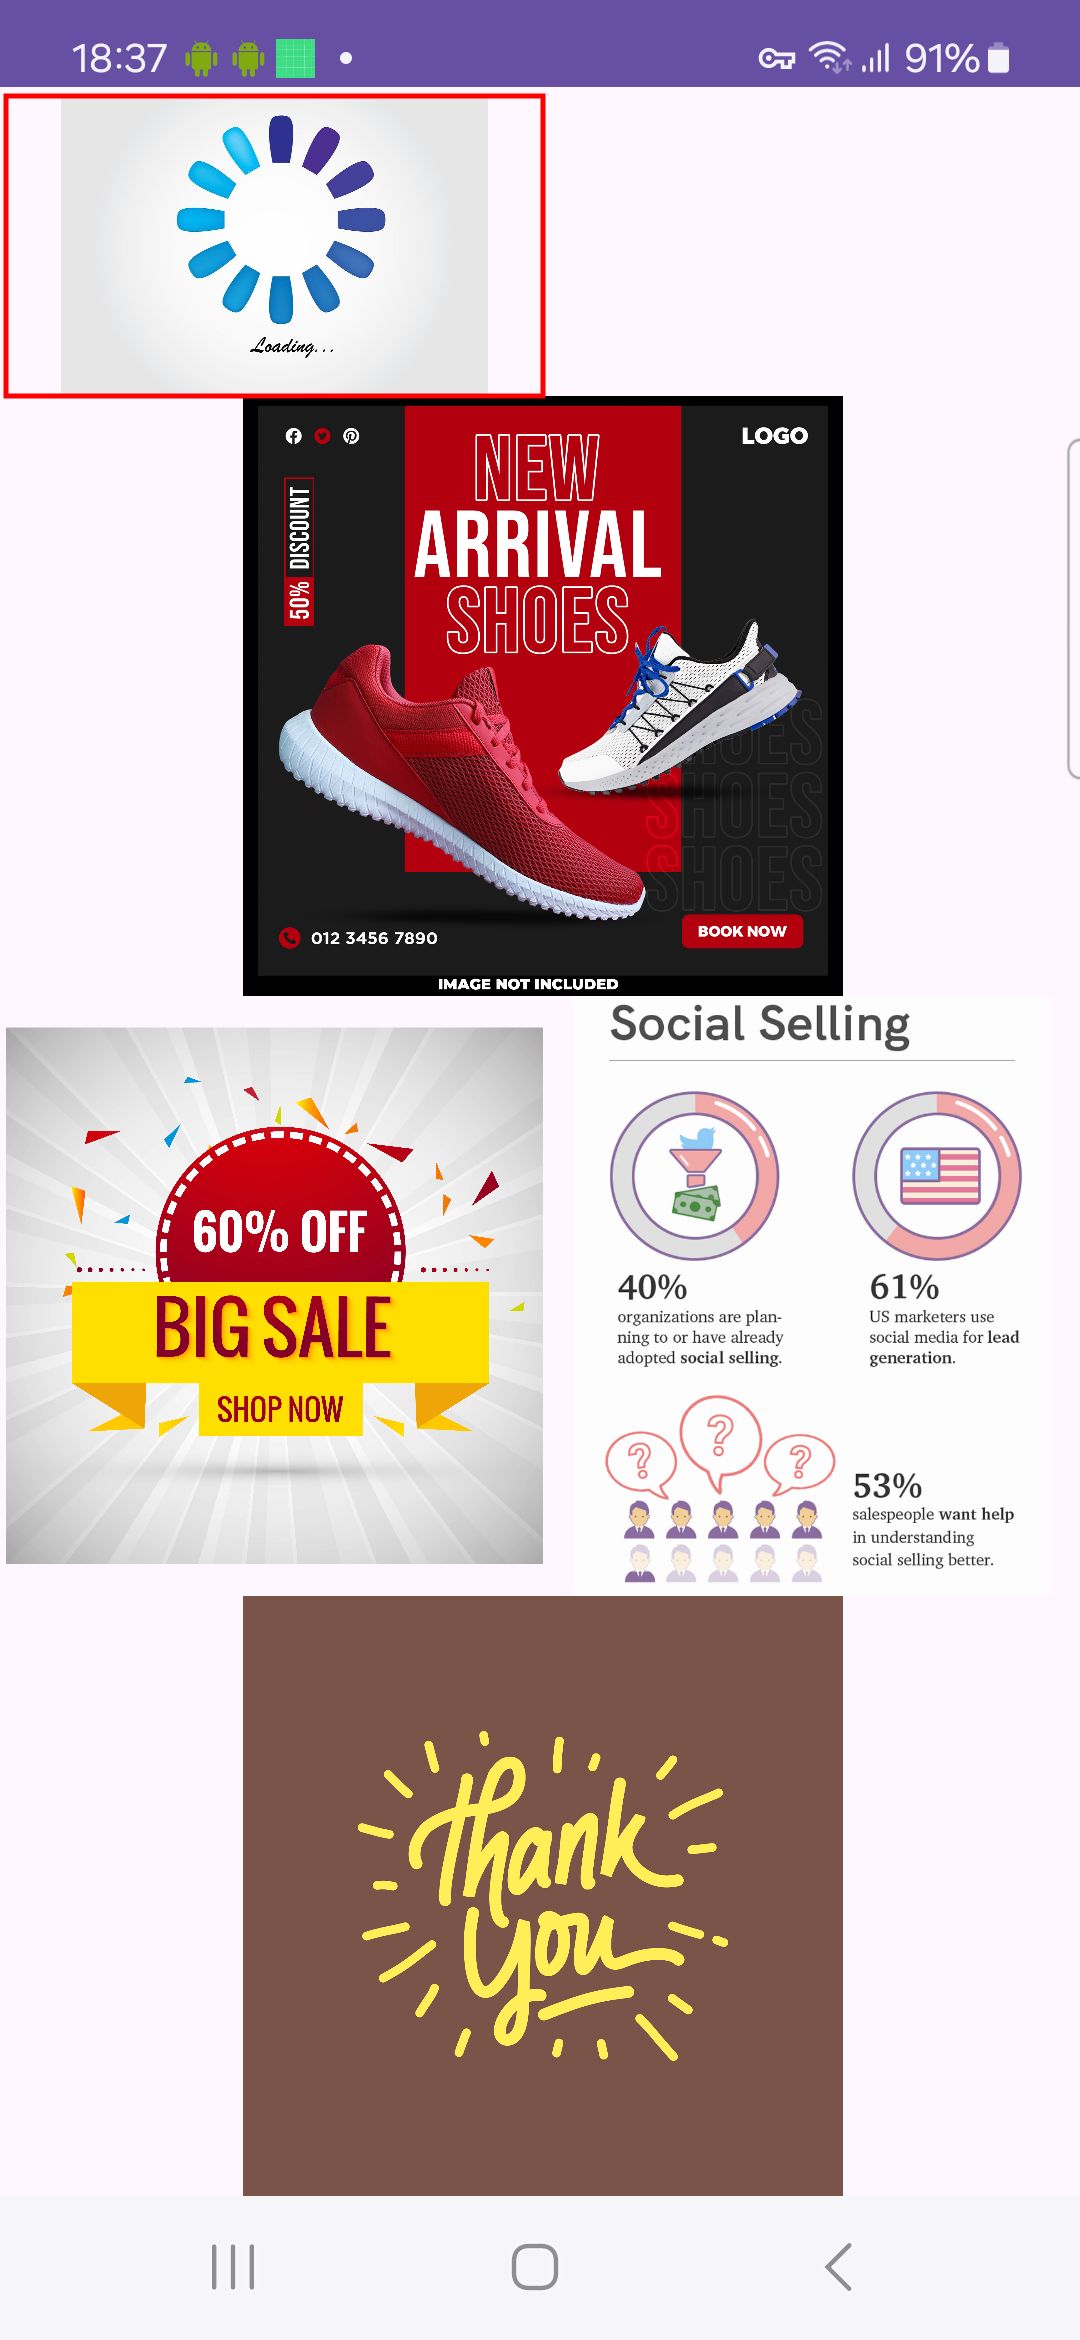 18:37
91%
Loading...
LOGO
NEW
ARRIVAL
SHOES
50% DISCOUNT
SHOES
SHOES
SHOES
012 3456 7890
BOOK NOW
IMAGE NOT INCLUDED
60% OFF
BIG SALE
SHOP NOW
Social Selling
40%
organizations are plan-
ning to or have already
adopted social selling.
61%
US marketers use
social media for lead
generation.
53%
salespeople want help
in understanding
social selling better.
Thank
you